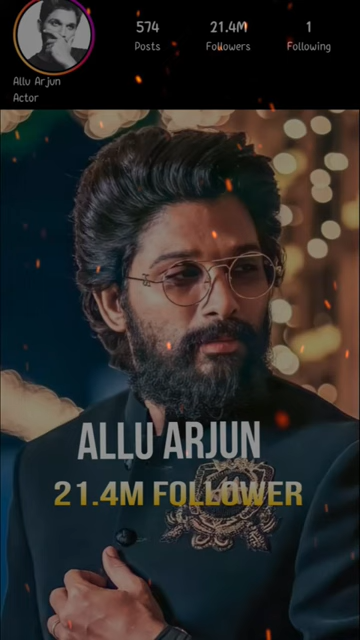 574 21.4M 1
Posts Followers Following
Allu Arjun
Actor
ALLU ARJUN
21.4M FOLLOWER